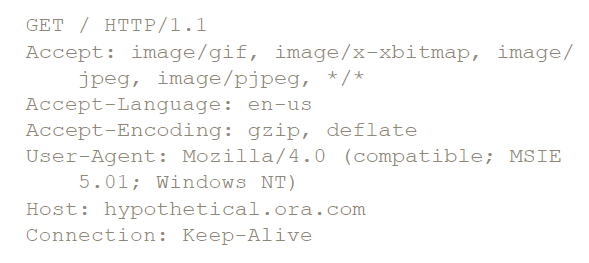 GET / HTTP/1.1
Accept: image/gif, image/x-xbitmap, image/
jpeg, image/pjpeg, */*
Accept-Language: en-us
Accept-Encoding: gzip, deflate
User-Agent: Mozilla/4.0 (compatible; MSIE
5.01; Windows NT)
Host: hypothetical.ora.com
Connection: Keep-Alive